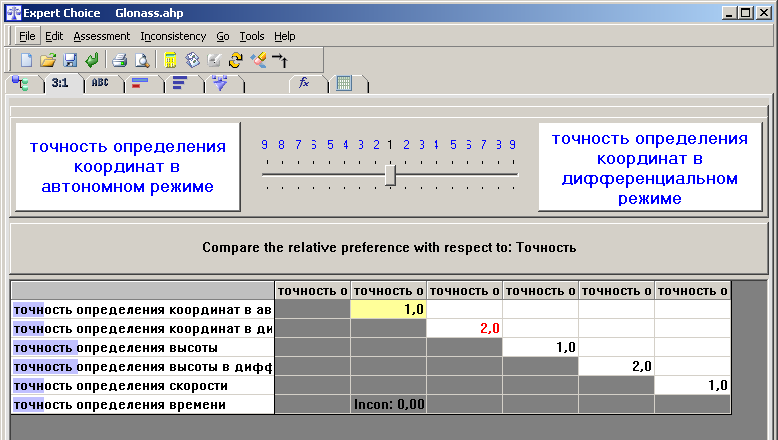 Expert Choice Glonass.ahp
File Edit Assessment Inconsistency Go Tools Help
3:1 ABC fx
9 8 7 6 5 4 3 2 1 2 3 4 5 6 7 8 9
точность определения
координат в
автономном режиме
точность определения
координат в
дифференциальном
режиме
Compare the relative preference with respect to: Точность
точность о точность о точность о точность о точность о точность о
точность определения координат в ав 1,0
точность определения координат в ди 2,0
точность определения высоты 1,0
точность определения высоты в дифф 2,0
точность определения скорости 1,0
точность определения времени Incon: 0,00